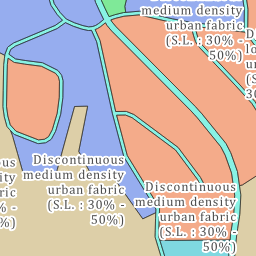 medium density
urban fabric
(S.L. : 30% -
50%)
Discontinuous
medium density
urban fabric
(S.L. : 30% -
50%)
Discontinuous
medium density
urban fabric
(S.L. : 30% -
50%)